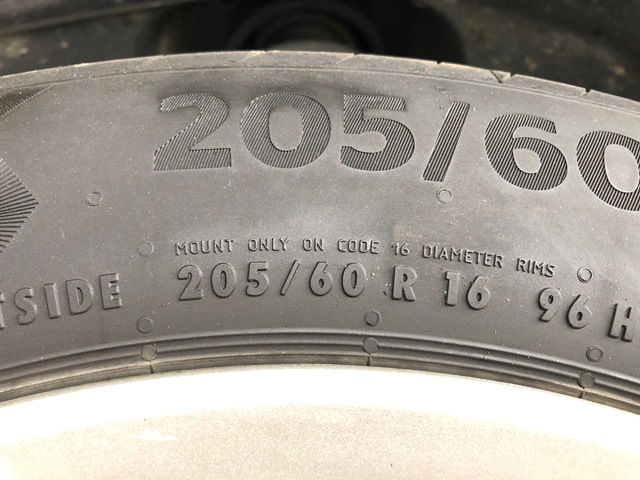 205/60
MOUNT ONLY ON CODE 16 DIAMETER RIMS
TSIDE 205/60 R 16 96 H